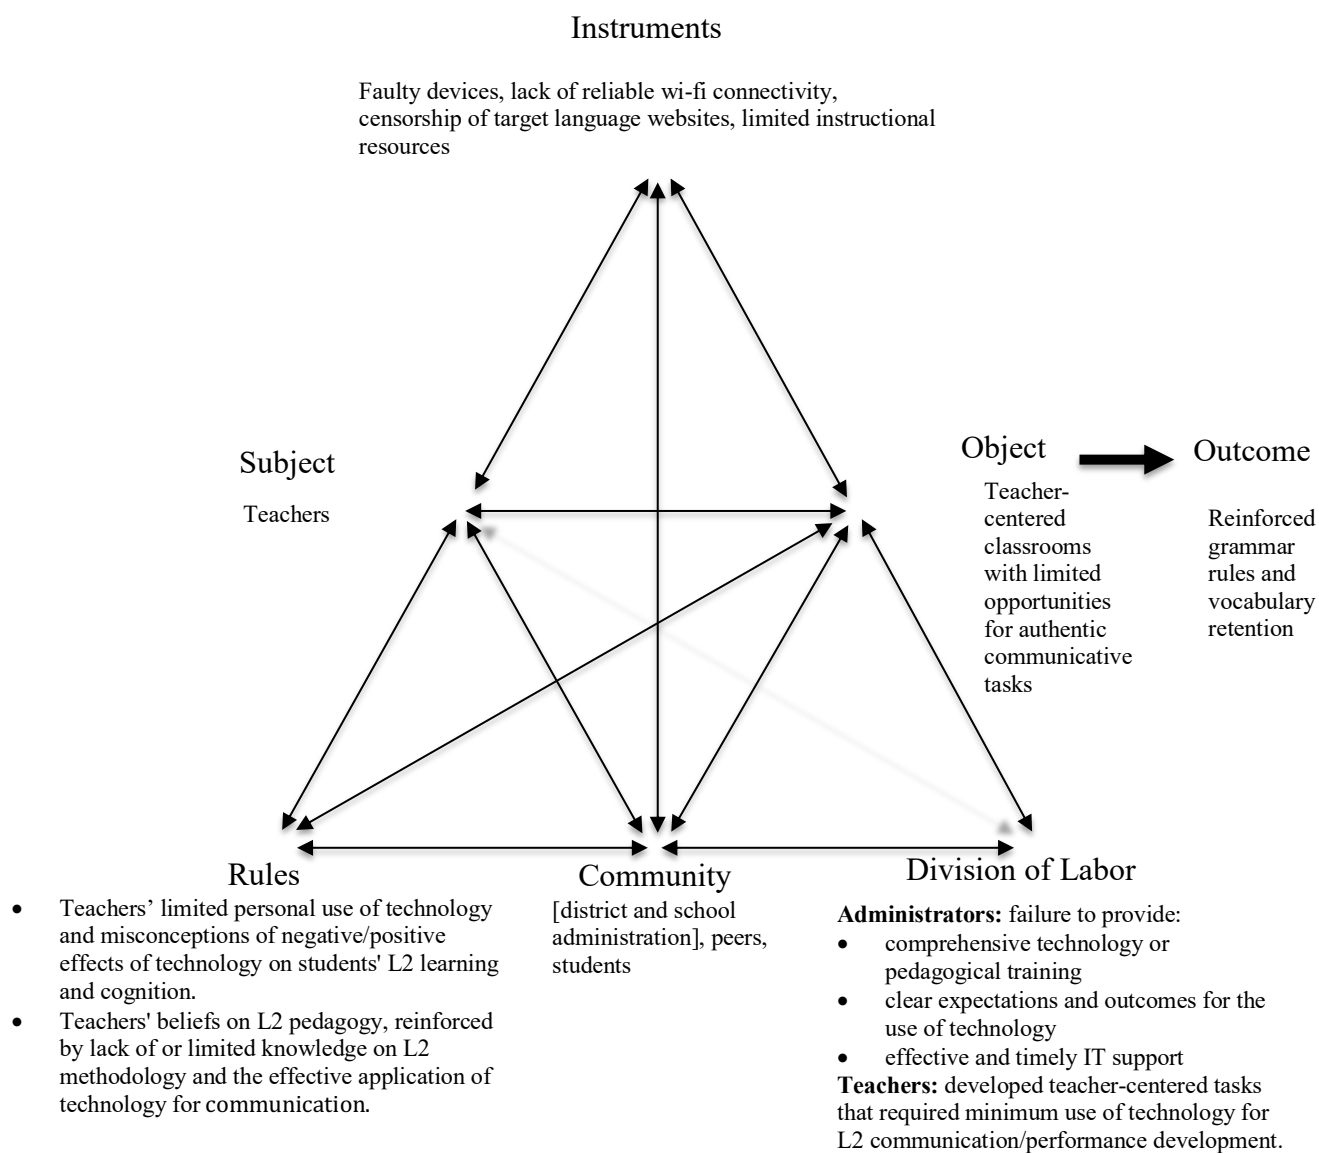 Instruments
Faulty devices, lack of reliable wi-fi connectivity,
censorship of target language websites, limited instructional
resources
Subject
Teachers
Object
Teacher-
centered
classrooms
with limited
opportunities
for authentic
communicative
tasks
Outcome
Reinforced
grammar
rules and
vocabulary
retention
Rules
• Teachers’ limited personal use of technology
and misconceptions of negative/positive
effects of technology on students' L2 learning
and cognition.
• Teachers' beliefs on L2 pedagogy, reinforced
by lack of or limited knowledge on L2
methodology and the effective application of
technology for communication.
Community
[district and school
administration], peers,
students
Division of Labor
Administrators: failure to provide:
• comprehensive technology or
pedagogical training
• clear expectations and outcomes for the
use of technology
• effective and timely IT support
Teachers: developed teacher-centered tasks
that required minimum use of technology for
L2 communication/performance development.